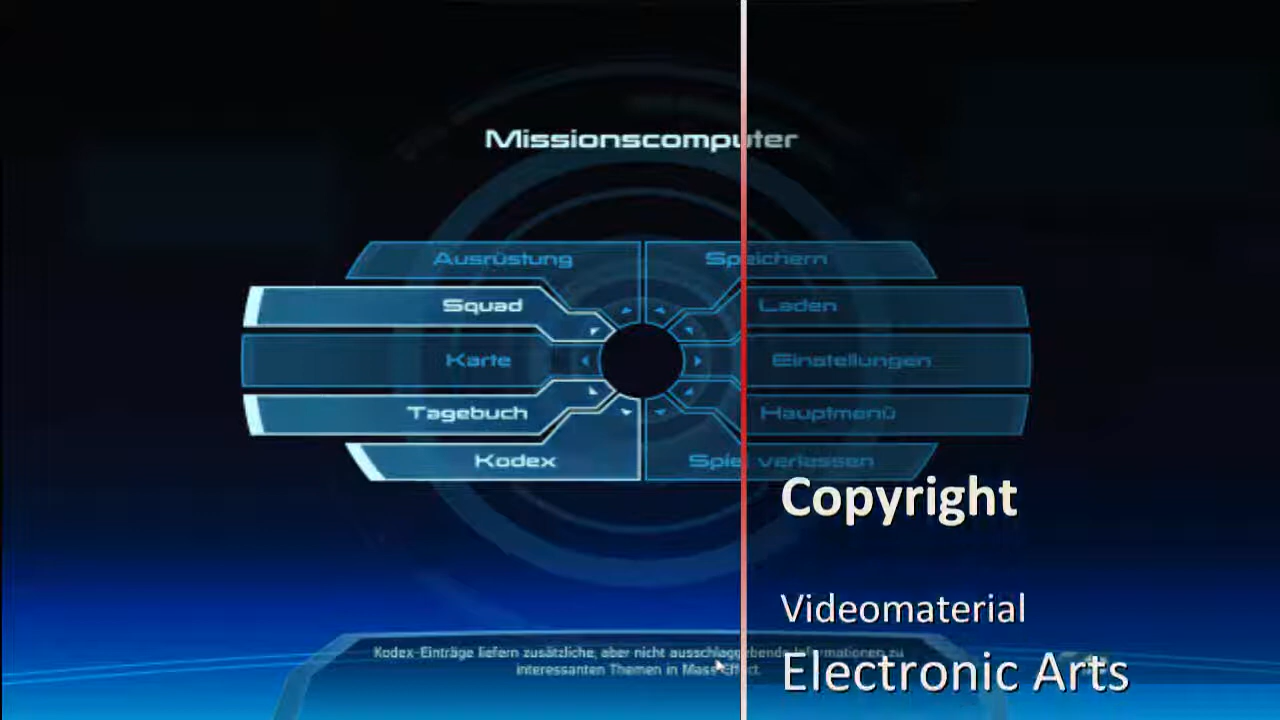 Missionscomputer
Ausrüstung
Speichern
Squad
Laden
Karte
Einstellungen
Tagebuch
Hauptmenü
Kodex
Spiel verlassen
Copyright
Videomaterial
Kodex-Einträge liefern zusätzliche, aber nicht ausschlaggebende Informationen zu
interessanten Themen in Mass Effect.
Electronic Arts